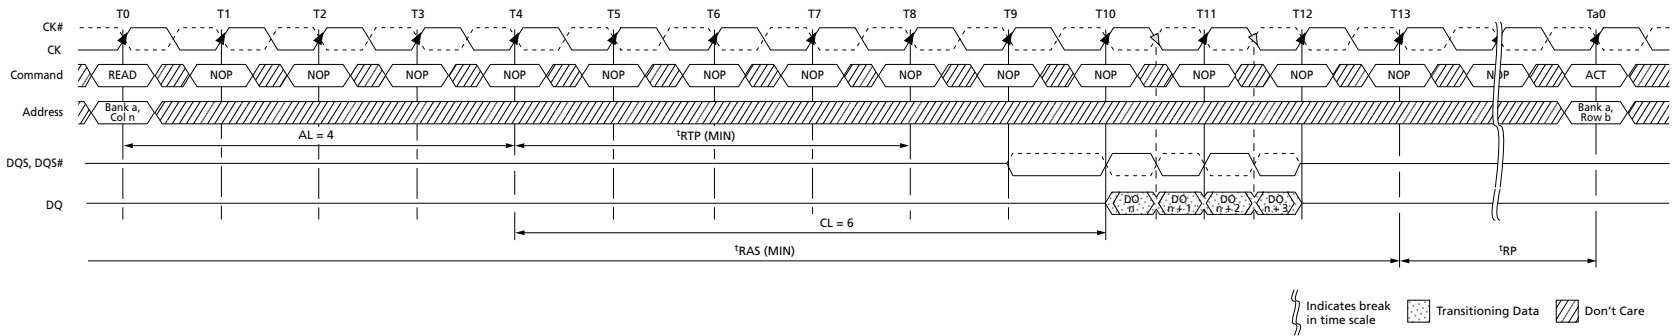 T0 T1 T2 T3 T4 T5 T6 T7 T8 T9 T10 T11 T12 T13 Ta0
CK#
CK
Command READ NOP NOP NOP NOP NOP NOP NOP NOP NOP NOP NOP NOP NOP NOP ACT
Address Bank a, Col n Bank a, Row b
AL = 4 tRTP (MIN)
DQS, DQS#
DQ DO n DO n + 1 DO n + 2 DO n + 3
CL = 6
tRAS (MIN) tRP
Indicates break in time scale Transitioning Data Don't Care